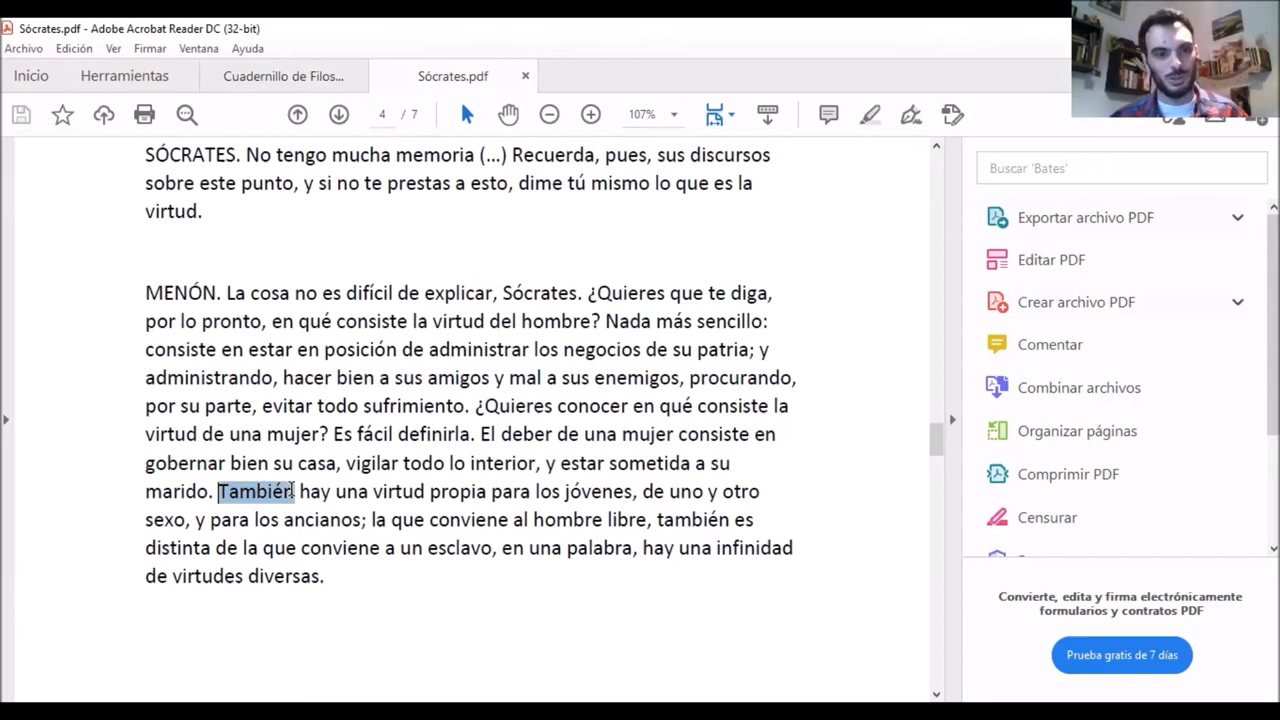 Sócrates.pdf - Adobe Acrobat Reader DC (32-bit)
Archivo Edición Ver Firmar Ventana Ayuda
Inicio Herramientas Cuadernillo de Filos... Sócrates.pdf ×
4 / 7 107%
SÓCRATES. No tengo mucha memoria (...) Recuerda, pues, sus discursos
sobre este punto, y si no te prestas a esto, dime tú mismo lo que es la
virtud.
MENÓN. La cosa no es difícil de explicar, Sócrates. ¿Quieres que te diga,
por lo pronto, en qué consiste la virtud del hombre? Nada más sencillo:
consiste en estar en posición de administrar los negocios de su patria; y
administrando, hacer bien a sus amigos y mal a sus enemigos, procurando,
por su parte, evitar todo sufrimiento. ¿Quieres conocer en qué consiste la
virtud de una mujer? Es fácil definirla. El deber de una mujer consiste en
gobernar bien su casa, vigilar todo lo interior, y estar sometida a su
marido. También hay una virtud propia para los jóvenes, de uno y otro
sexo, y para los ancianos; la que conviene al hombre libre, también es
distinta de la que conviene a un esclavo, en una palabra, hay una infinidad
de virtudes diversas.
Buscar 'Bates'
Exportar archivo PDF
Editar PDF
Crear archivo PDF
Comentar
Combinar archivos
Organizar páginas
Comprimir PDF
Censurar
Convierte, edita y firma electrónicamente
formularios y contratos PDF
Prueba gratis de 7 días